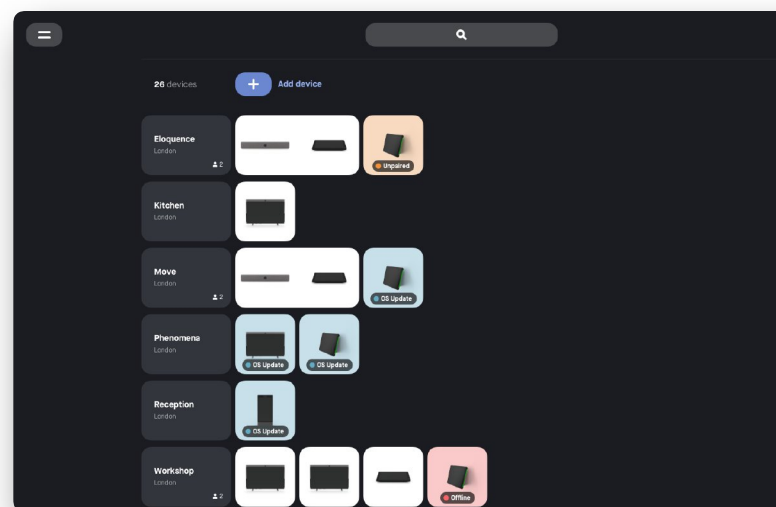 26 devices
Add device
Eloquence
London
2
Unpaired
Kitchen
London
Move
London
2
OS Update
Phenomena
London
OS Update
OS Update
Reception
London
OS Update
Workshop
London
2
Offline